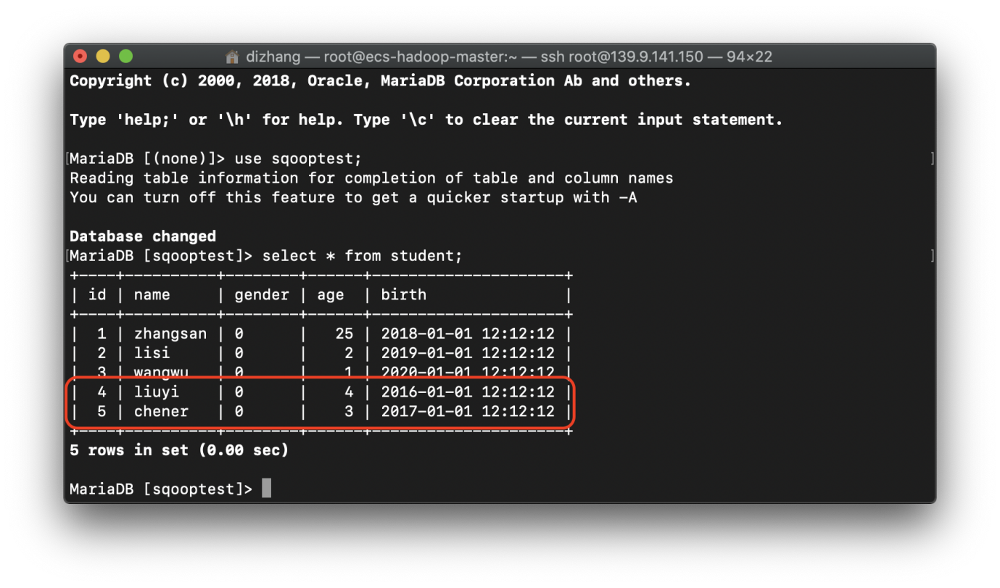 dizhang — root@ecs-hadoop-master:~ — ssh root@139.9.141.150 — 94×22
Copyright (c) 2000, 2018, Oracle, MariaDB Corporation Ab and others.
Type 'help;' or '\h' for help. Type '\c' to clear the current input statement.
[MariaDB [(none)]> use sqooptest; ]
Reading table information for completion of table and column names
You can turn off this feature to get a quicker startup with -A
Database changed
[MariaDB [sqooptest]> select * from student; ]
+----+----------+--------+------+---------------------+
| id | name     | gender | age  | birth               |
+----+----------+--------+------+---------------------+
|  1 | zhangsan | 0      |   25 | 2018-01-01 12:12:12 |
|  2 | lisi     | 0      |    2 | 2019-01-01 12:12:12 |
|  3 | wangwu   | 0      |    1 | 2020-01-01 12:12:12 |
|  4 | liuyi    | 0      |    4 | 2016-01-01 12:12:12 |
|  5 | chener   | 0      |    3 | 2017-01-01 12:12:12 |
+----+----------+--------+------+---------------------+
5 rows in set (0.00 sec)
MariaDB [sqooptest]>